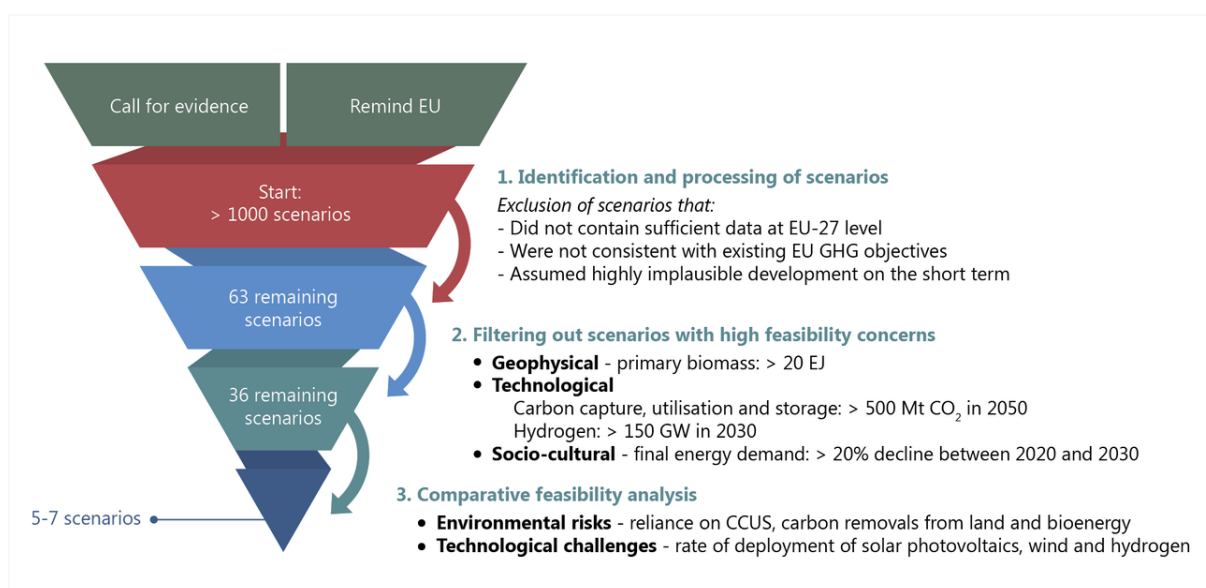 Call for evidence
Remind EU
Start:
> 1000 scenarios
1. Identification and processing of scenarios
Exclusion of scenarios that:
- Did not contain sufficient data at EU-27 level
- Were not consistent with existing EU GHG objectives
- Assumed highly implausible development on the short term
63 remaining
scenarios
2. Filtering out scenarios with high feasibility concerns
• Geophysical - primary biomass: > 20 EJ
• Technological
Carbon capture, utilisation and storage: > 500 Mt CO₂ in 2050
Hydrogen: > 150 GW in 2030
• Socio-cultural - final energy demand: > 20% decline between 2020 and 2030
36 remaining
scenarios
3. Comparative feasibility analysis
• Environmental risks - reliance on CCUS, carbon removals from land and bioenergy
• Technological challenges - rate of deployment of solar photovoltaics, wind and hydrogen
5-7 scenarios